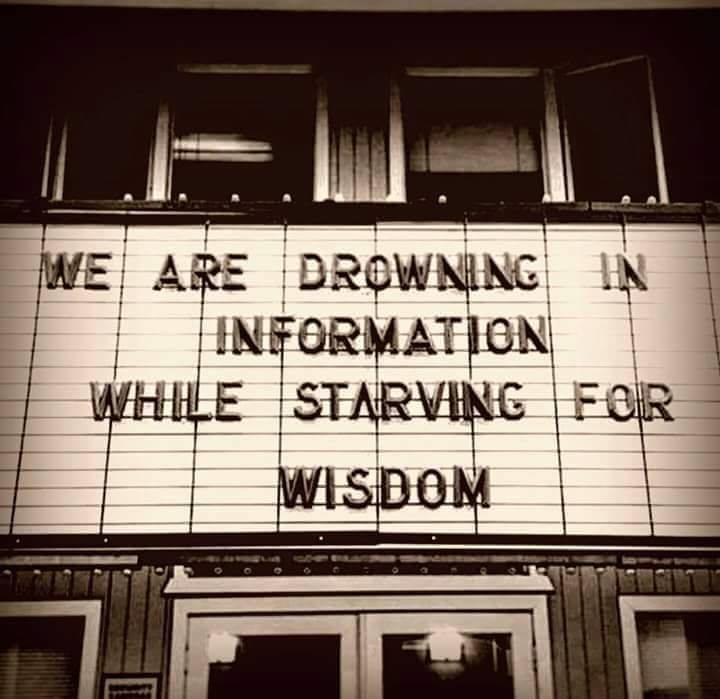 WE ARE DROWNING IN
INFORMATION
WHILE STARVING FOR
WISDOM